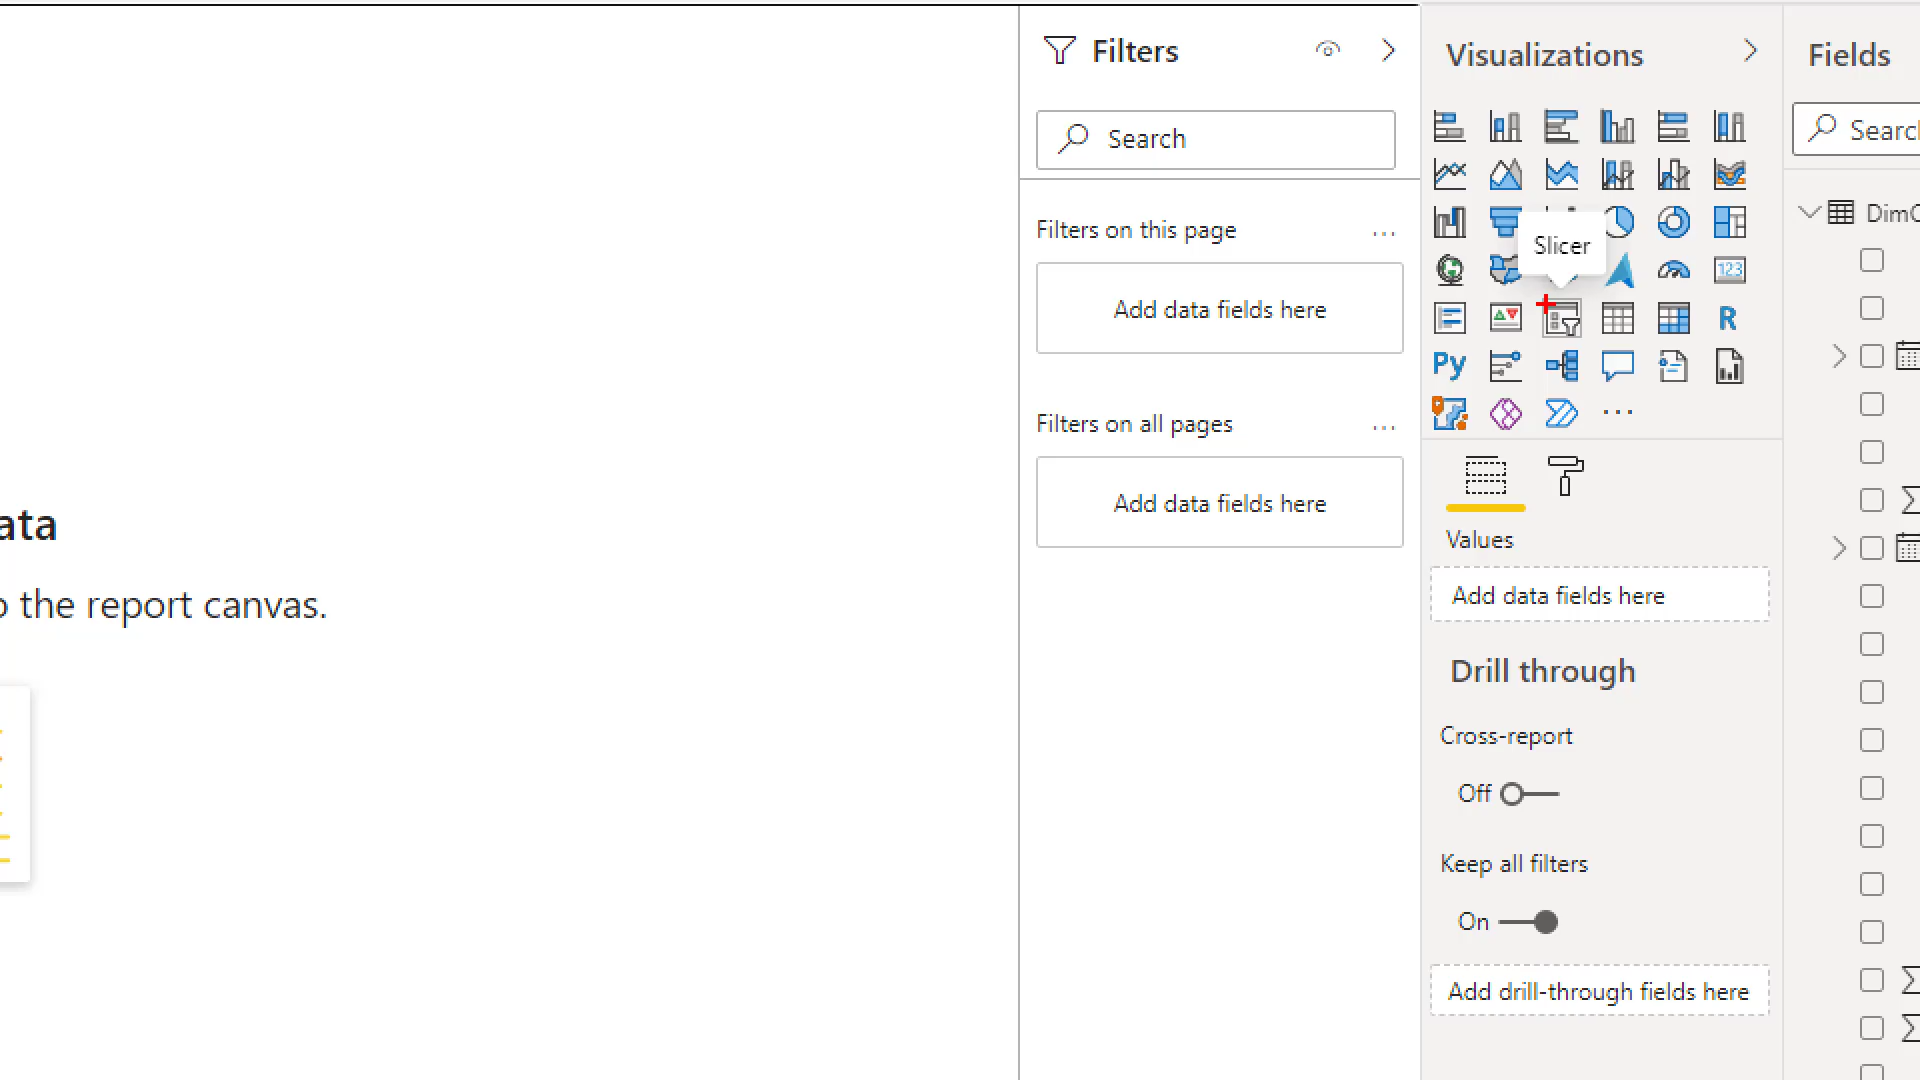 Filters
Search
Filters on this page
...
Add data fields here
Filters on all pages
...
Add data fields here
Visualizations
Slicer
123
R
Py
...
Values
Add data fields here
Drill through
Cross-report
Off
Keep all filters
On
Add drill-through fields here
Fields
Search
ata
the report canvas.